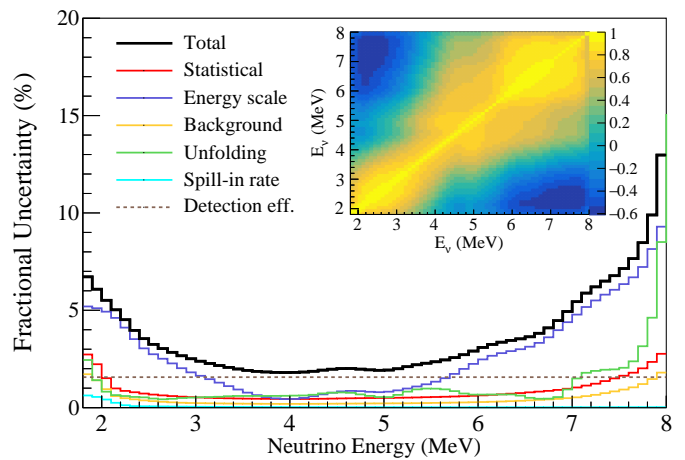 Fractional Uncertainty (%)
20
15
10
5
0
Total
Statistical
Energy scale
Background
Unfolding
Spill-in rate
Detection eff.
E_ν (MeV)
8
7
6
5
4
3
2
2 3 4 5 6 7 8
E_ν (MeV)
1
0.8
0.6
0.4
0.2
0
−0.2
−0.4
−0.6
2 3 4 5 6 7 8
Neutrino Energy (MeV)